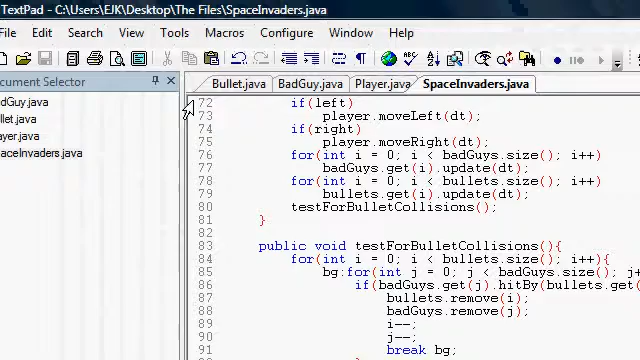 TextPad - C:\Users\EJK\Desktop\The Files\SpaceInvaders.java
File Edit Search View Tools Macros Configure Window Help
Document Selector
Bullet.java BadGuy.java Player.java SpaceInvaders.java
adGuy.java
llet.java
ayer.java
paceInvaders.java
72 if(left)
73 player.moveLeft(dt);
74 if(right)
75 player.moveRight(dt);
76 for(int i = 0; i < badGuys.size(); i++)
77 badGuys.get(i).update(dt);
78 for(int i = 0; i < bullets.size(); i++)
79 bullets.get(i).update(dt);
80 testForBulletCollisions();
81 }
82
83 public void testForBulletCollisions(){
84 for(int i = 0; i < bullets.size(); i++){
85 bg:for(int j = 0; j < badGuys.size(); j+
86 if(badGuys.get(j).hitBy(bullets.get(
87 bullets.remove(i);
88 badGuys.remove(j);
89 i--;
90 j--;
91 break bg;